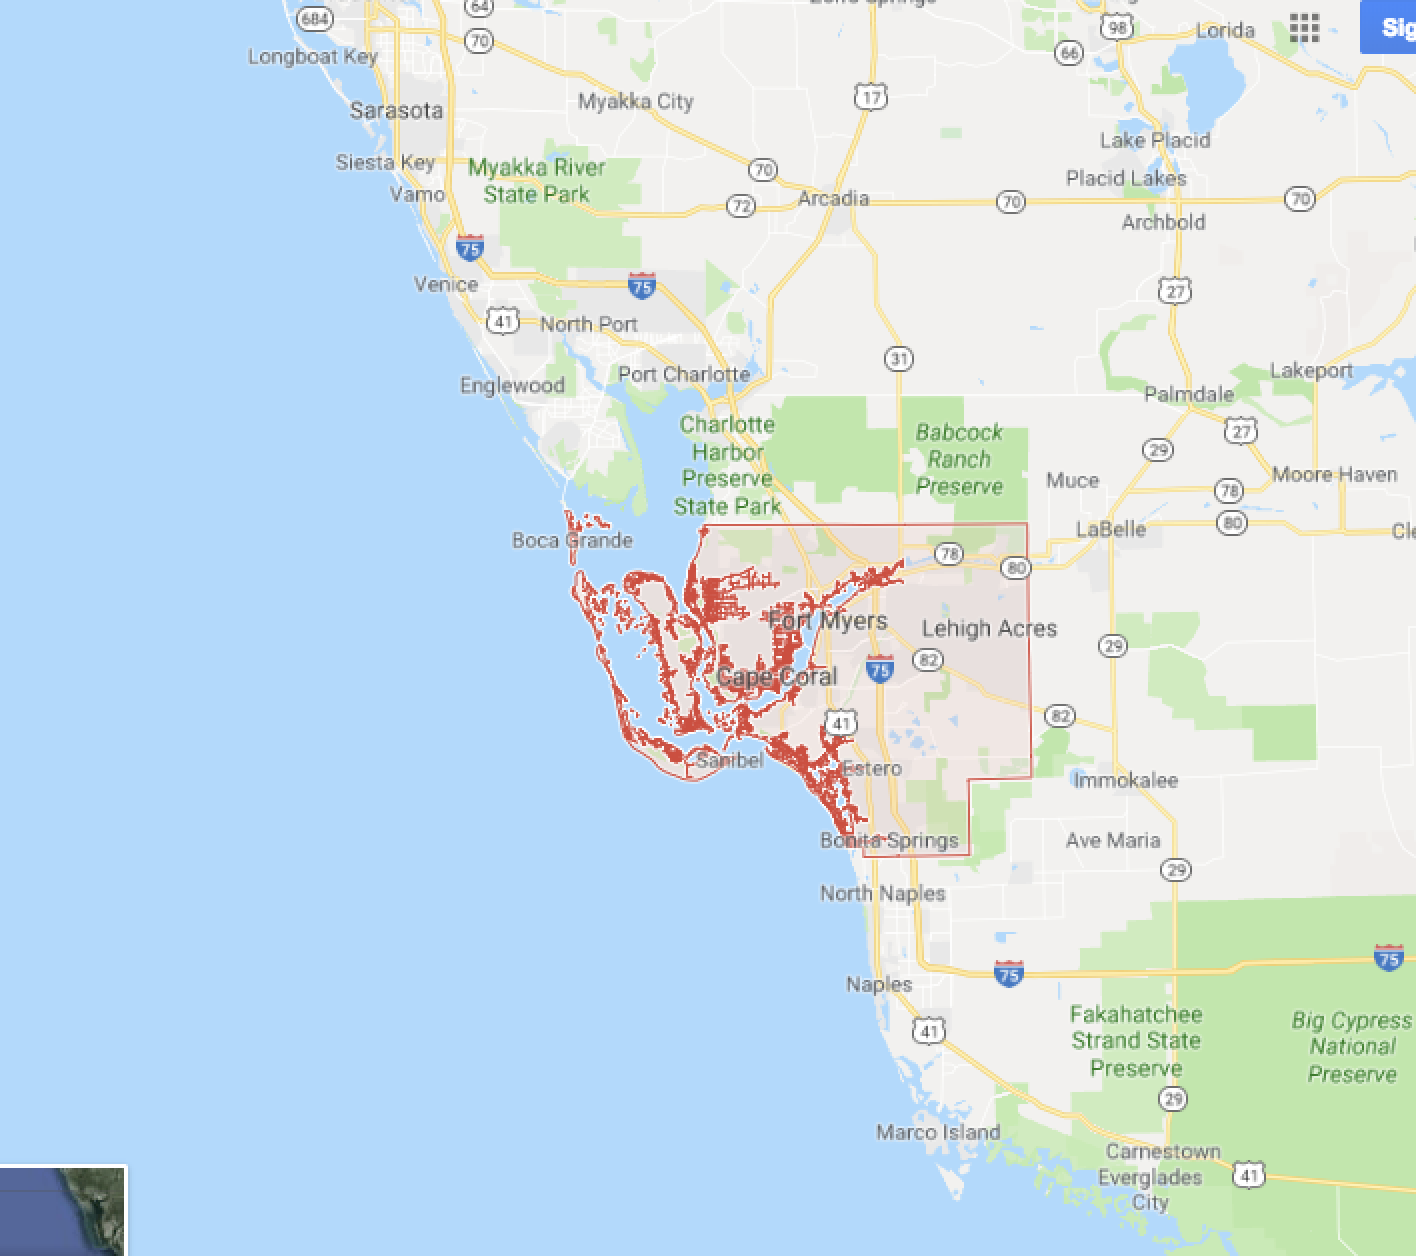 684
64
98
Lorida
Sig
Longboat Key
70
66
Sarasota
Myakka City
17
Lake Placid
Siesta Key
Myakka River
State Park
70
Placid Lakes
Vamo
72
Arcadia
70
70
Archbold
75
Venice
75
27
41
North Port
31
Englewood
Port Charlotte
Lakeport
Palmdale
Charlotte
Harbor
Preserve
State Park
Babcock
Ranch
Preserve
27
29
Muce
Moore Haven
78
LaBelle
80
Cle
Boca Grande
78
80
Fort Myers
Lehigh Acres
29
82
75
Cape Coral
41
82
Sanibel
Estero
Immokalee
Bonita Springs
Ave Maria
29
North Naples
75
75
Naples
41
Fakahatchee
Strand State
Preserve
Big Cypress
National
Preserve
29
Marco Island
Carnestown
Everglades
City
41